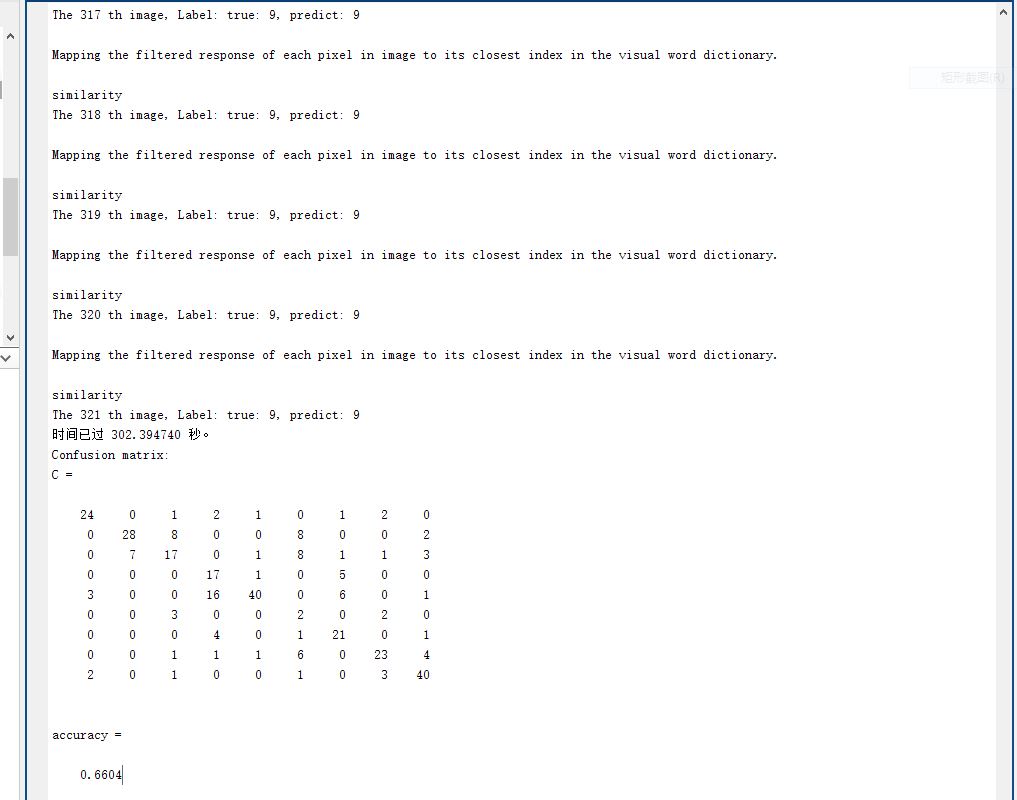 The 317 th image, Label: true: 9, predict: 9
Mapping the filtered response of each pixel in image to its closest index in the visual word dictionary.
矩形截图(R)
similarity
The 318 th image, Label: true: 9, predict: 9
Mapping the filtered response of each pixel in image to its closest index in the visual word dictionary.
similarity
The 319 th image, Label: true: 9, predict: 9
Mapping the filtered response of each pixel in image to its closest index in the visual word dictionary.
similarity
The 320 th image, Label: true: 9, predict: 9
Mapping the filtered response of each pixel in image to its closest index in the visual word dictionary.
similarity
The 321 th image, Label: true: 9, predict: 9
时间已过 302.394740 秒。
Confusion matrix:
C =
24 0 1 2 1 0 1 2 0
0 28 8 0 0 8 0 0 2
0 7 17 0 1 8 1 1 3
0 0 0 17 1 0 5 0 0
3 0 0 16 40 0 6 0 1
0 0 3 0 0 2 0 2 0
0 0 0 4 0 1 21 0 1
0 0 1 1 1 6 0 23 4
2 0 1 0 0 1 0 3 40
accuracy =
0.6604